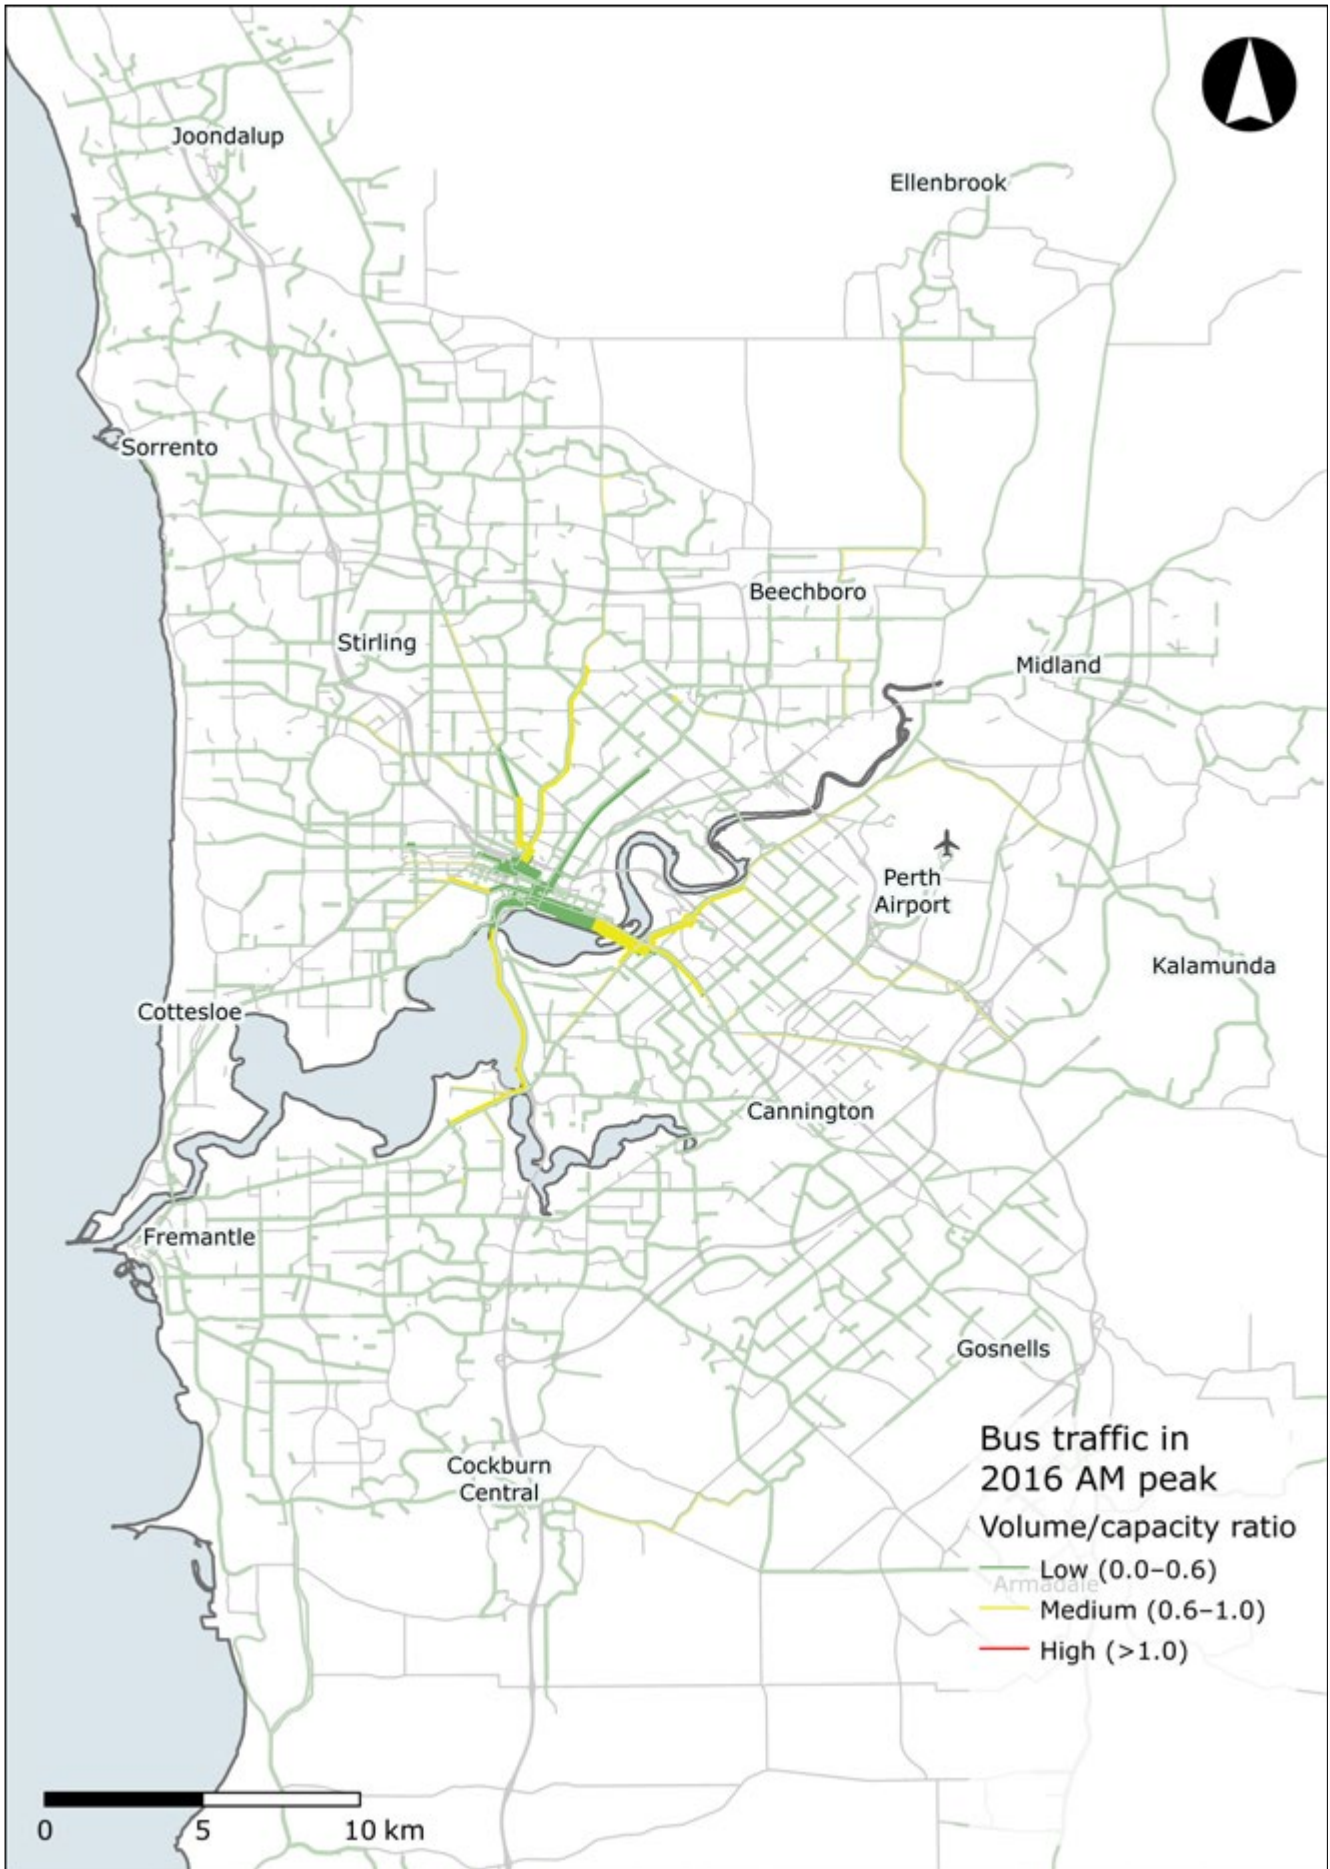 Joondalup
Ellenbrook
Sorrento
Beechboro
Stirling
Midland
Perth
Airport
Kalamunda
Cottesloe
Cannington
Fremantle
Gosnells
Cockburn
Central
Bus traffic in
2016 AM peak
Volume/capacity ratio
Low (0.0–0.6)
Armadale
Medium (0.6–1.0)
High (>1.0)
0 5 10 km